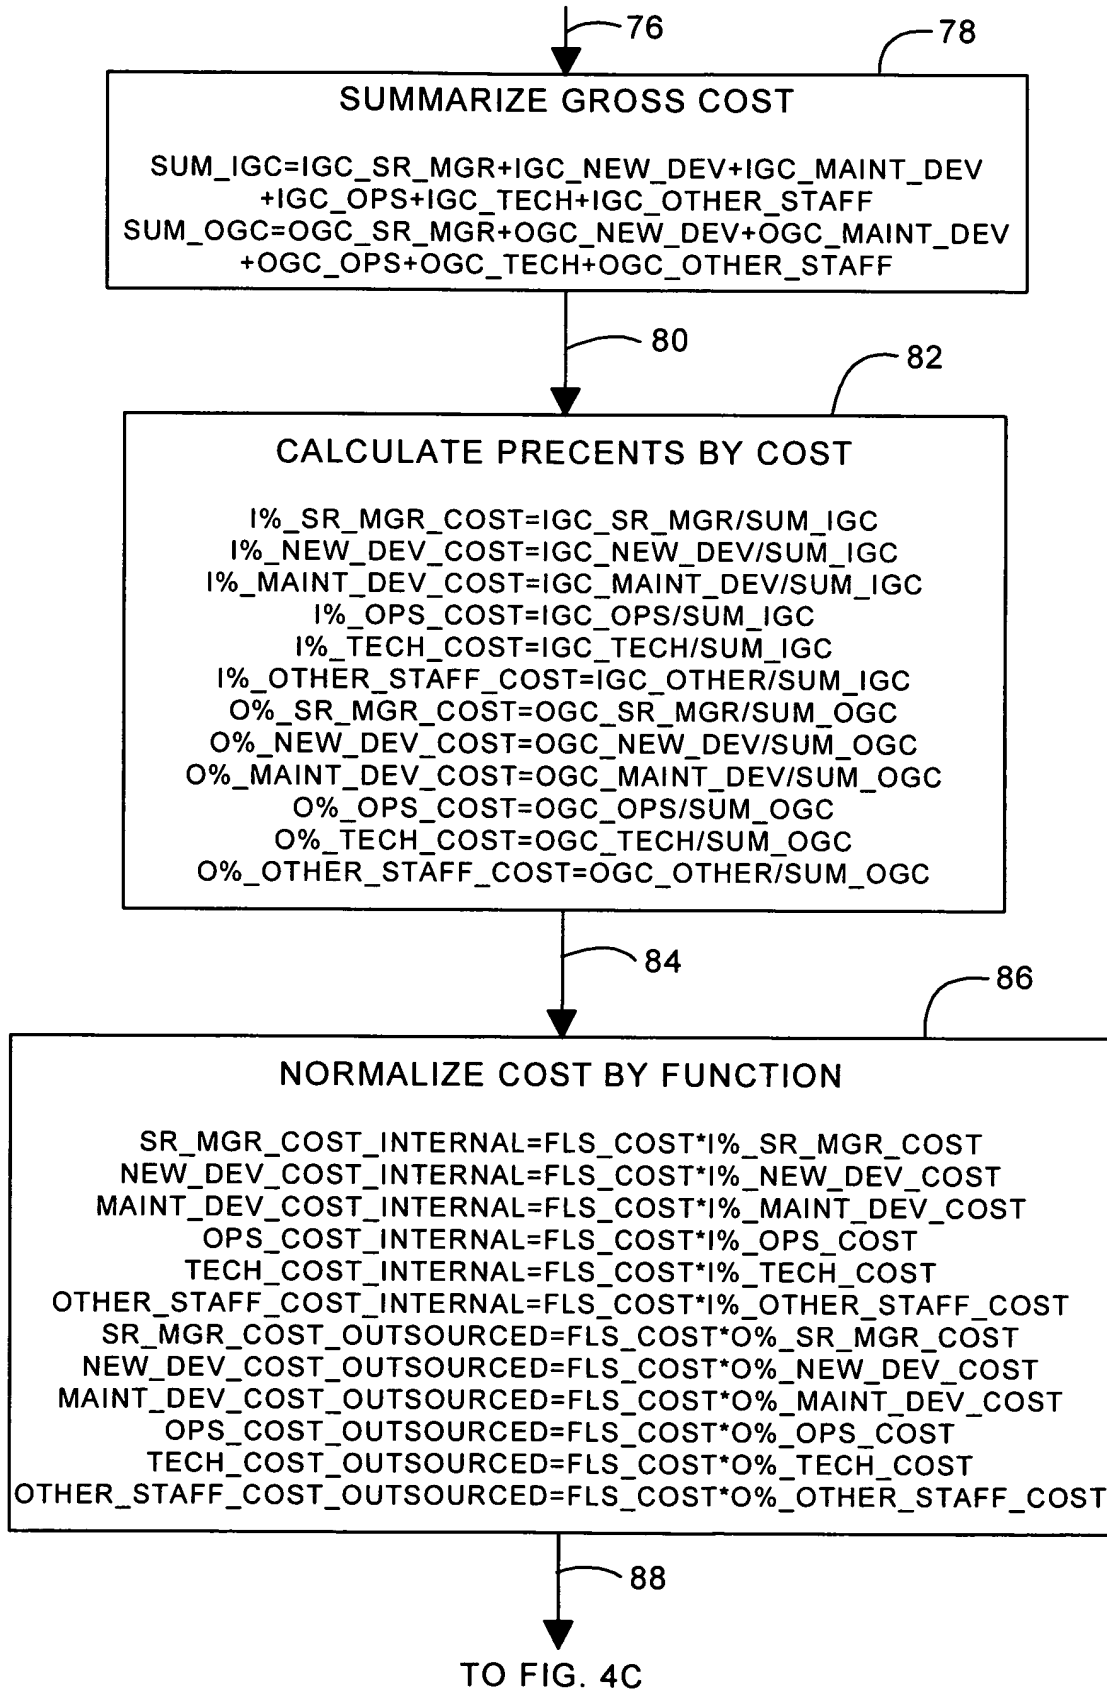 76
78
SUMMARIZE GROSS COST
SUM_IGC=IGC_SR_MGR+IGC_NEW_DEV+IGC_MAINT_DEV
+IGC_OPS+IGC_TECH+IGC_OTHER_STAFF
SUM_OGC=OGC_SR_MGR+OGC_NEW_DEV+OGC_MAINT_DEV
+OGC_OPS+OGC_TECH+OGC_OTHER_STAFF
80
82
CALCULATE PRECENTS BY COST
I%_SR_MGR_COST=IGC_SR_MGR/SUM_IGC
I%_NEW_DEV_COST=IGC_NEW_DEV/SUM_IGC
I%_MAINT_DEV_COST=IGC_MAINT_DEV/SUM_IGC
I%_OPS_COST=IGC_OPS/SUM_IGC
I%_TECH_COST=IGC_TECH/SUM_IGC
I%_OTHER_STAFF_COST=IGC_OTHER/SUM_IGC
O%_SR_MGR_COST=OGC_SR_MGR/SUM_OGC
O%_NEW_DEV_COST=OGC_NEW_DEV/SUM_OGC
O%_MAINT_DEV_COST=OGC_MAINT_DEV/SUM_OGC
O%_OPS_COST=OGC_OPS/SUM_OGC
O%_TECH_COST=OGC_TECH/SUM_OGC
O%_OTHER_STAFF_COST=OGC_OTHER/SUM_OGC
84
86
NORMALIZE COST BY FUNCTION
SR_MGR_COST_INTERNAL=FLS_COST*I%_SR_MGR_COST
NEW_DEV_COST_INTERNAL=FLS_COST*I%_NEW_DEV_COST
MAINT_DEV_COST_INTERNAL=FLS_COST*I%_MAINT_DEV_COST
OPS_COST_INTERNAL=FLS_COST*I%_OPS_COST
TECH_COST_INTERNAL=FLS_COST*I%_TECH_COST
OTHER_STAFF_COST_INTERNAL=FLS_COST*I%_OTHER_STAFF_COST
SR_MGR_COST_OUTSOURCED=FLS_COST*O%_SR_MGR_COST
NEW_DEV_COST_OUTSOURCED=FLS_COST*O%_NEW_DEV_COST
MAINT_DEV_COST_OUTSOURCED=FLS_COST*O%_MAINT_DEV_COST
OPS_COST_OUTSOURCED=FLS_COST*O%_OPS_COST
TECH_COST_OUTSOURCED=FLS_COST*O%_TECH_COST
OTHER_STAFF_COST_OUTSOURCED=FLS_COST*O%_OTHER_STAFF_COST
88
TO FIG. 4C